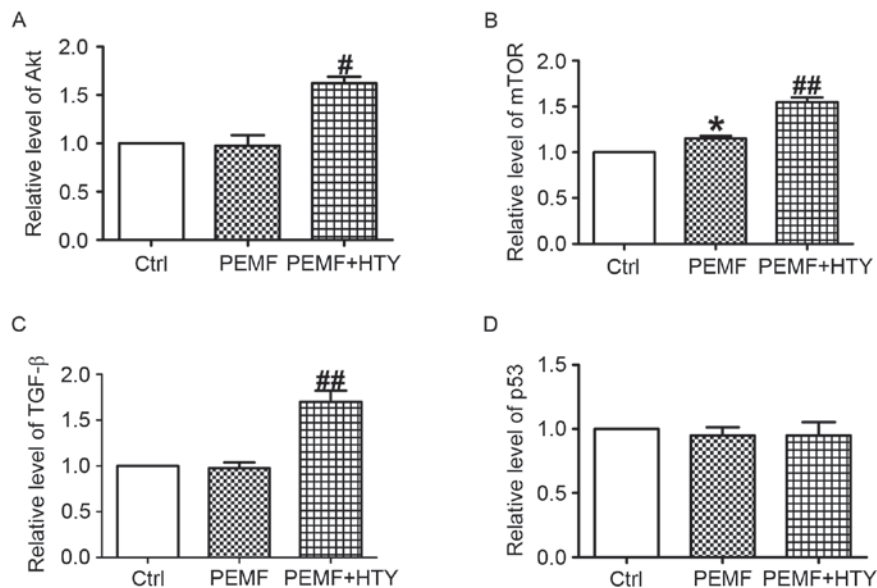 A
Relative level of Akt
2.0
1.5
1.0
0.5
0.0
#
Ctrl PEMF PEMF+HTY
B
Relative level of mTOR
2.0
1.5
1.0
0.5
0.0
*
##
Ctrl PEMF PEMF+HTY
C
Relative level of TGF-β
2.0
1.5
1.0
0.5
0.0
##
Ctrl PEMF PEMF+HTY
D
Relative level of p53
1.5
1.0
0.5
0.0
Ctrl PEMF PEMF+HTY